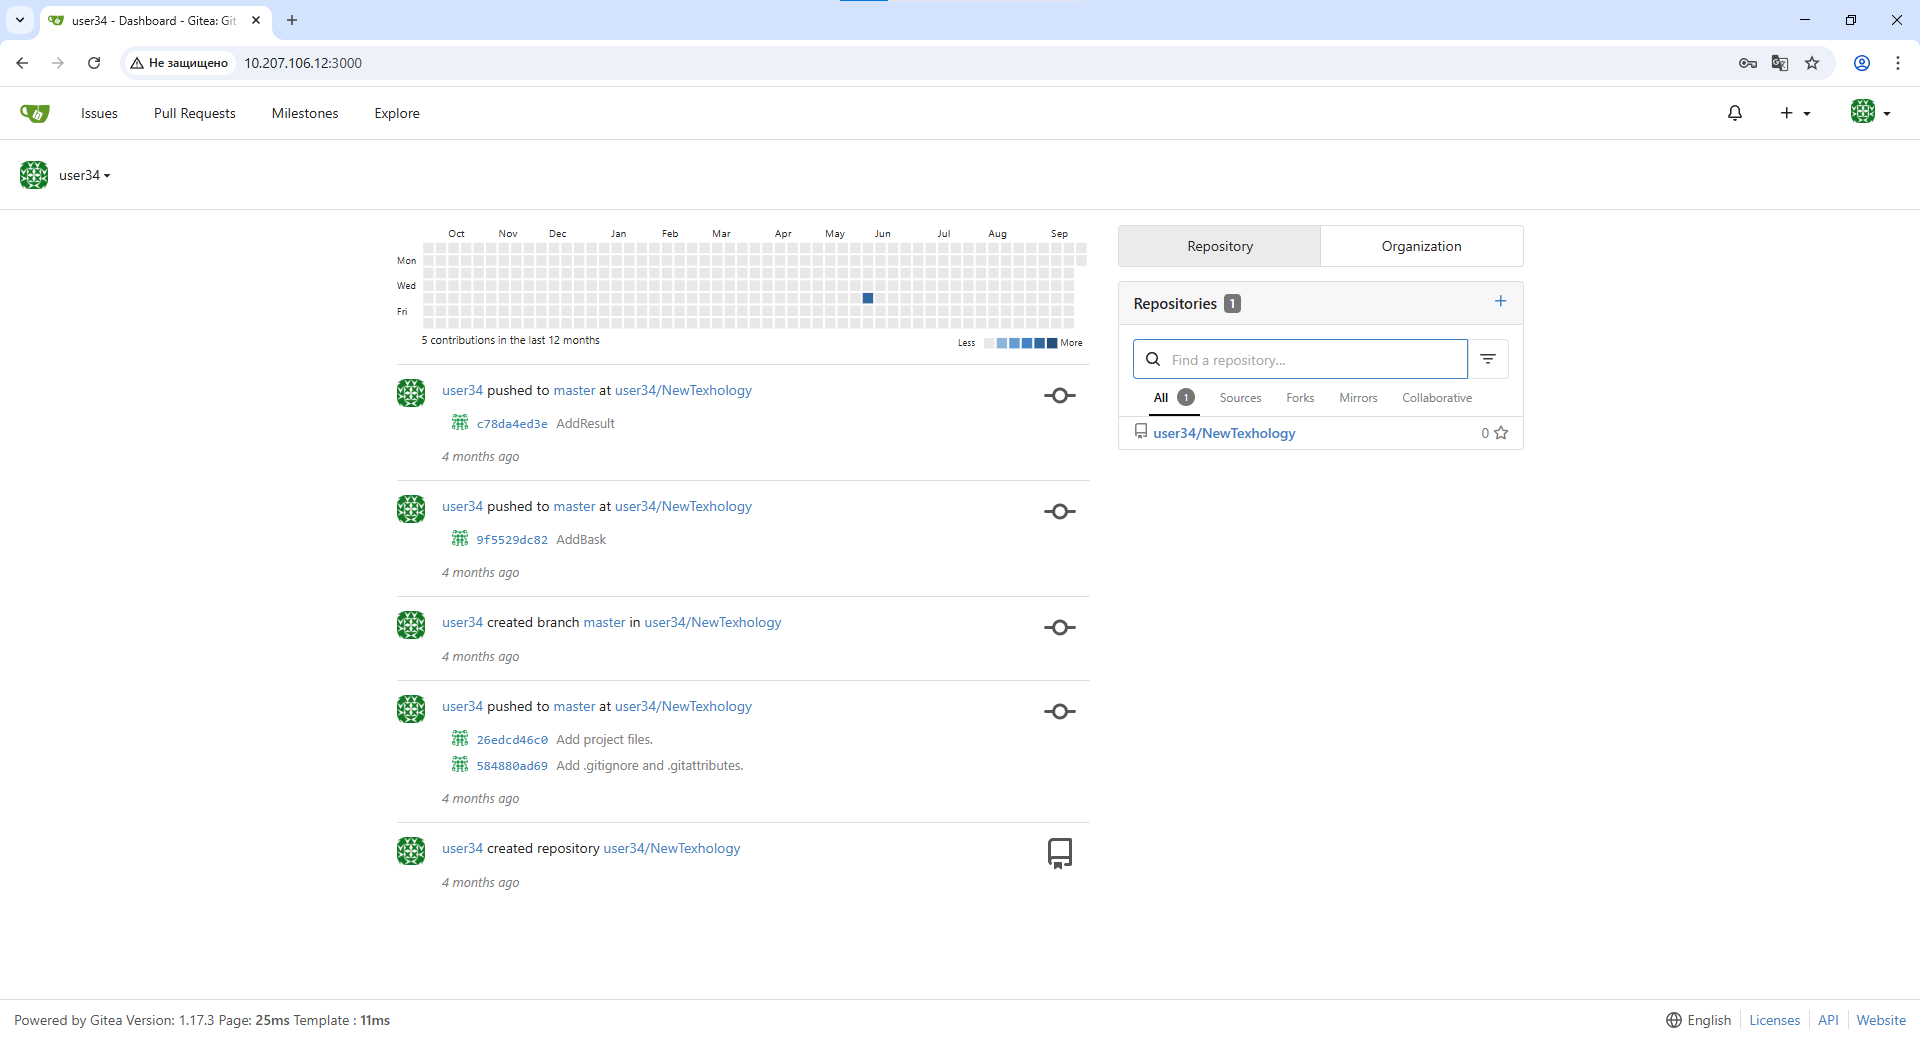 user34 - Dashboard - Gitea: Git
Не защищено
10.207.106.12:3000
Issues
Pull Requests
Milestones
Explore
user34
Oct Nov Dec Jan Feb Mar Apr May Jun Jul Aug Sep
Mon
Wed
Fri
5 contributions in the last 12 months
Less
More
user34 pushed to master at user34/NewTexhology
c78da4ed3e AddResult
4 months ago
user34 pushed to master at user34/NewTexhology
9f5529dc82 AddBask
4 months ago
user34 created branch master in user34/NewTexhology
4 months ago
user34 pushed to master at user34/NewTexhology
26edcd46c0 Add project files.
584880ad69 Add .gitignore and .gitattributes.
4 months ago
user34 created repository user34/NewTexhology
4 months ago
Repository
Organization
Repositories 1
Find a repository...
All 1 Sources Forks Mirrors Collaborative
user34/NewTexhology 0
Powered by Gitea Version: 1.17.3 Page: 25ms Template : 11ms
English Licenses API Website